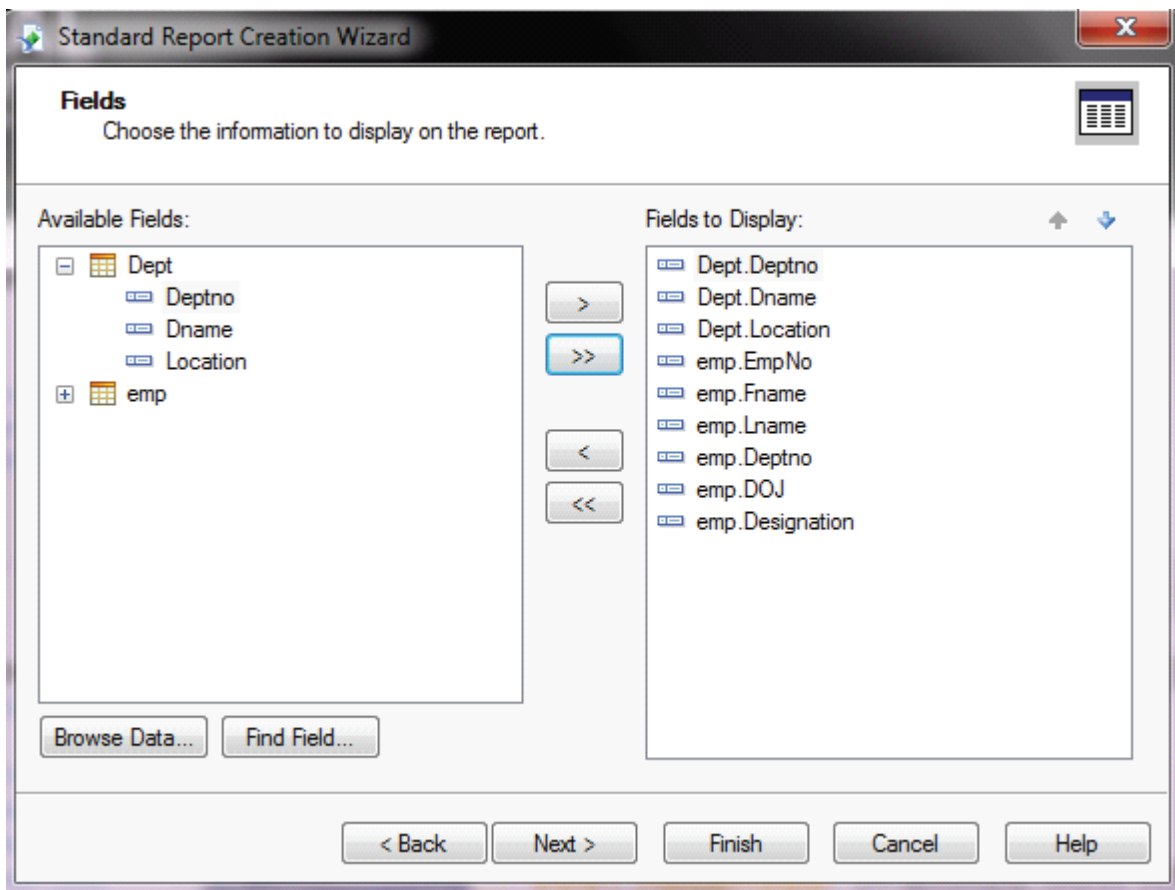 Standard Report Creation Wizard
x
Fields
Choose the information to display on the report.
Available Fields:
Dept
Deptno
Dname
Location
emp
>
>>
<
<<
Fields to Display:
Dept.Deptno
Dept.Dname
Dept.Location
emp.EmpNo
emp.Fname
emp.Lname
emp.Deptno
emp.DOJ
emp.Designation
Browse Data...
Find Field...
< Back
Next >
Finish
Cancel
Help